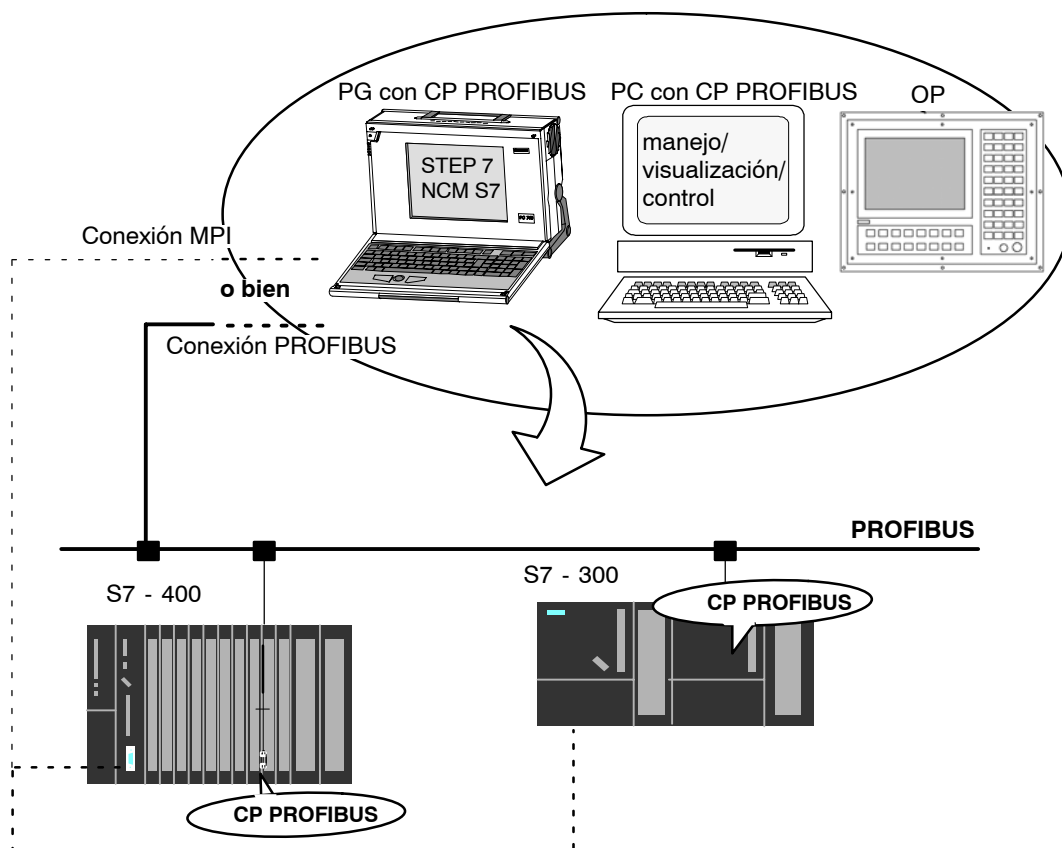 PG con CP PROFIBUS
PC con CP PROFIBUS
OP
STEP 7
NCM S7
manejo/
visualización/
control
Conexión MPI
o bien
Conexión PROFIBUS
PROFIBUS
S7 - 400
S7 - 300
CP PROFIBUS
CP PROFIBUS